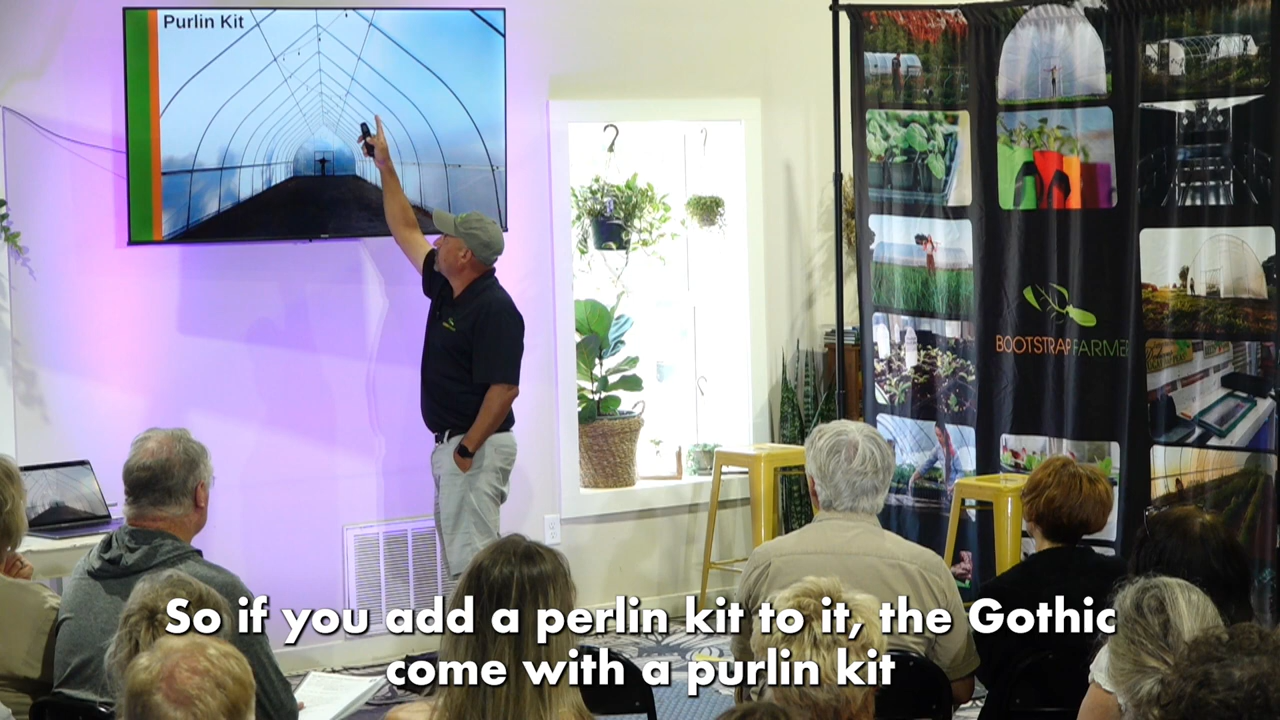 Purlin Kit
BOOTSTRAP FARMER
So if you add a perlin kit to it, the Gothic
come with a purlin kit